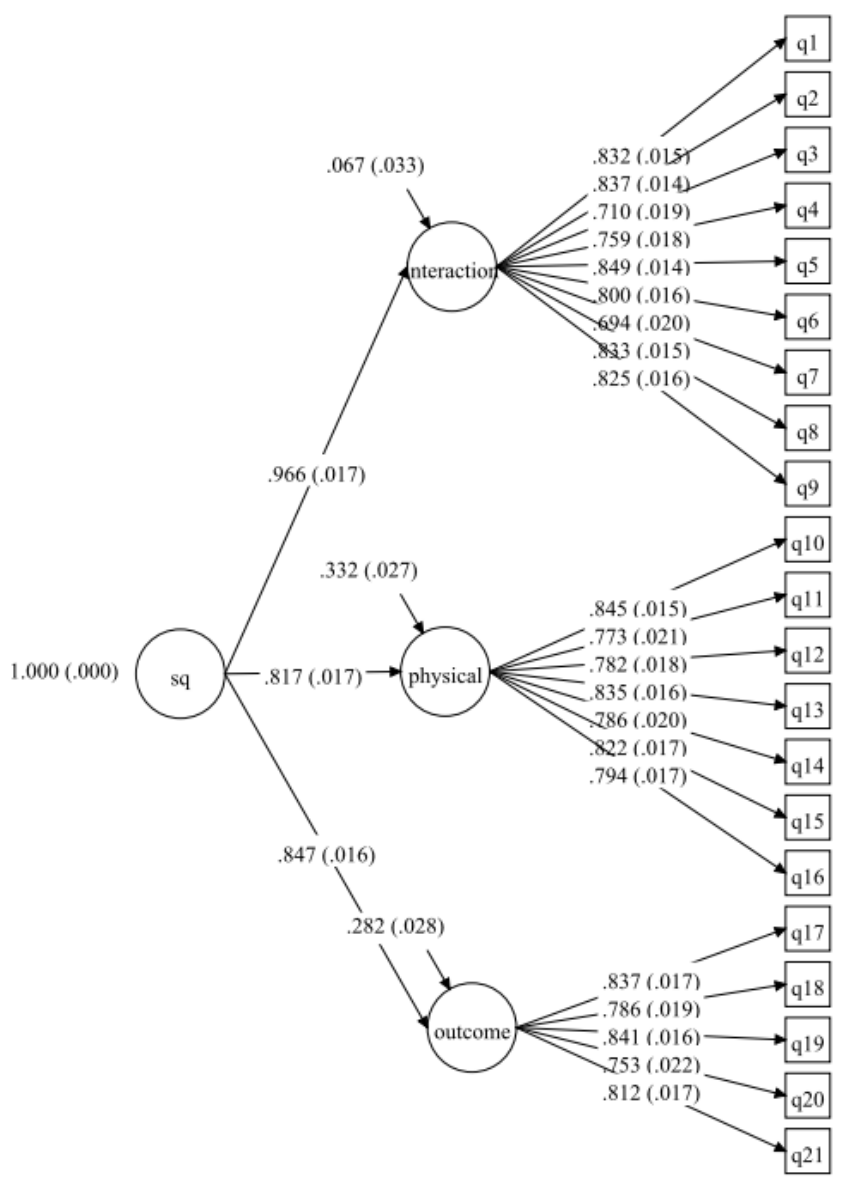 q1
q2
.832 (.015)
q3
.067 (.033)
.837 (.014)
.710 (.019)
q4
.759 (.018)
nteraction
.849 (.014)
q5
.800 (.016)
.694 (.020)
q6
.833 (.015)
.825 (.016)
q7
q8
.966 (.017)
q9
q10
.332 (.027)
q11
.845 (.015)
.773 (.021)
q12
1.000 (.000)
sq
.817 (.017)
physical
.782 (.018)
.835 (.016)
q13
.786 (.020)
.822 (.017)
q14
.794 (.017)
q15
.847 (.016)
q16
.282 (.028)
q17
.837 (.017)
q18
.786 (.019)
outcome
.841 (.016)
q19
.753 (.022)
.812 (.017)
q20
q21